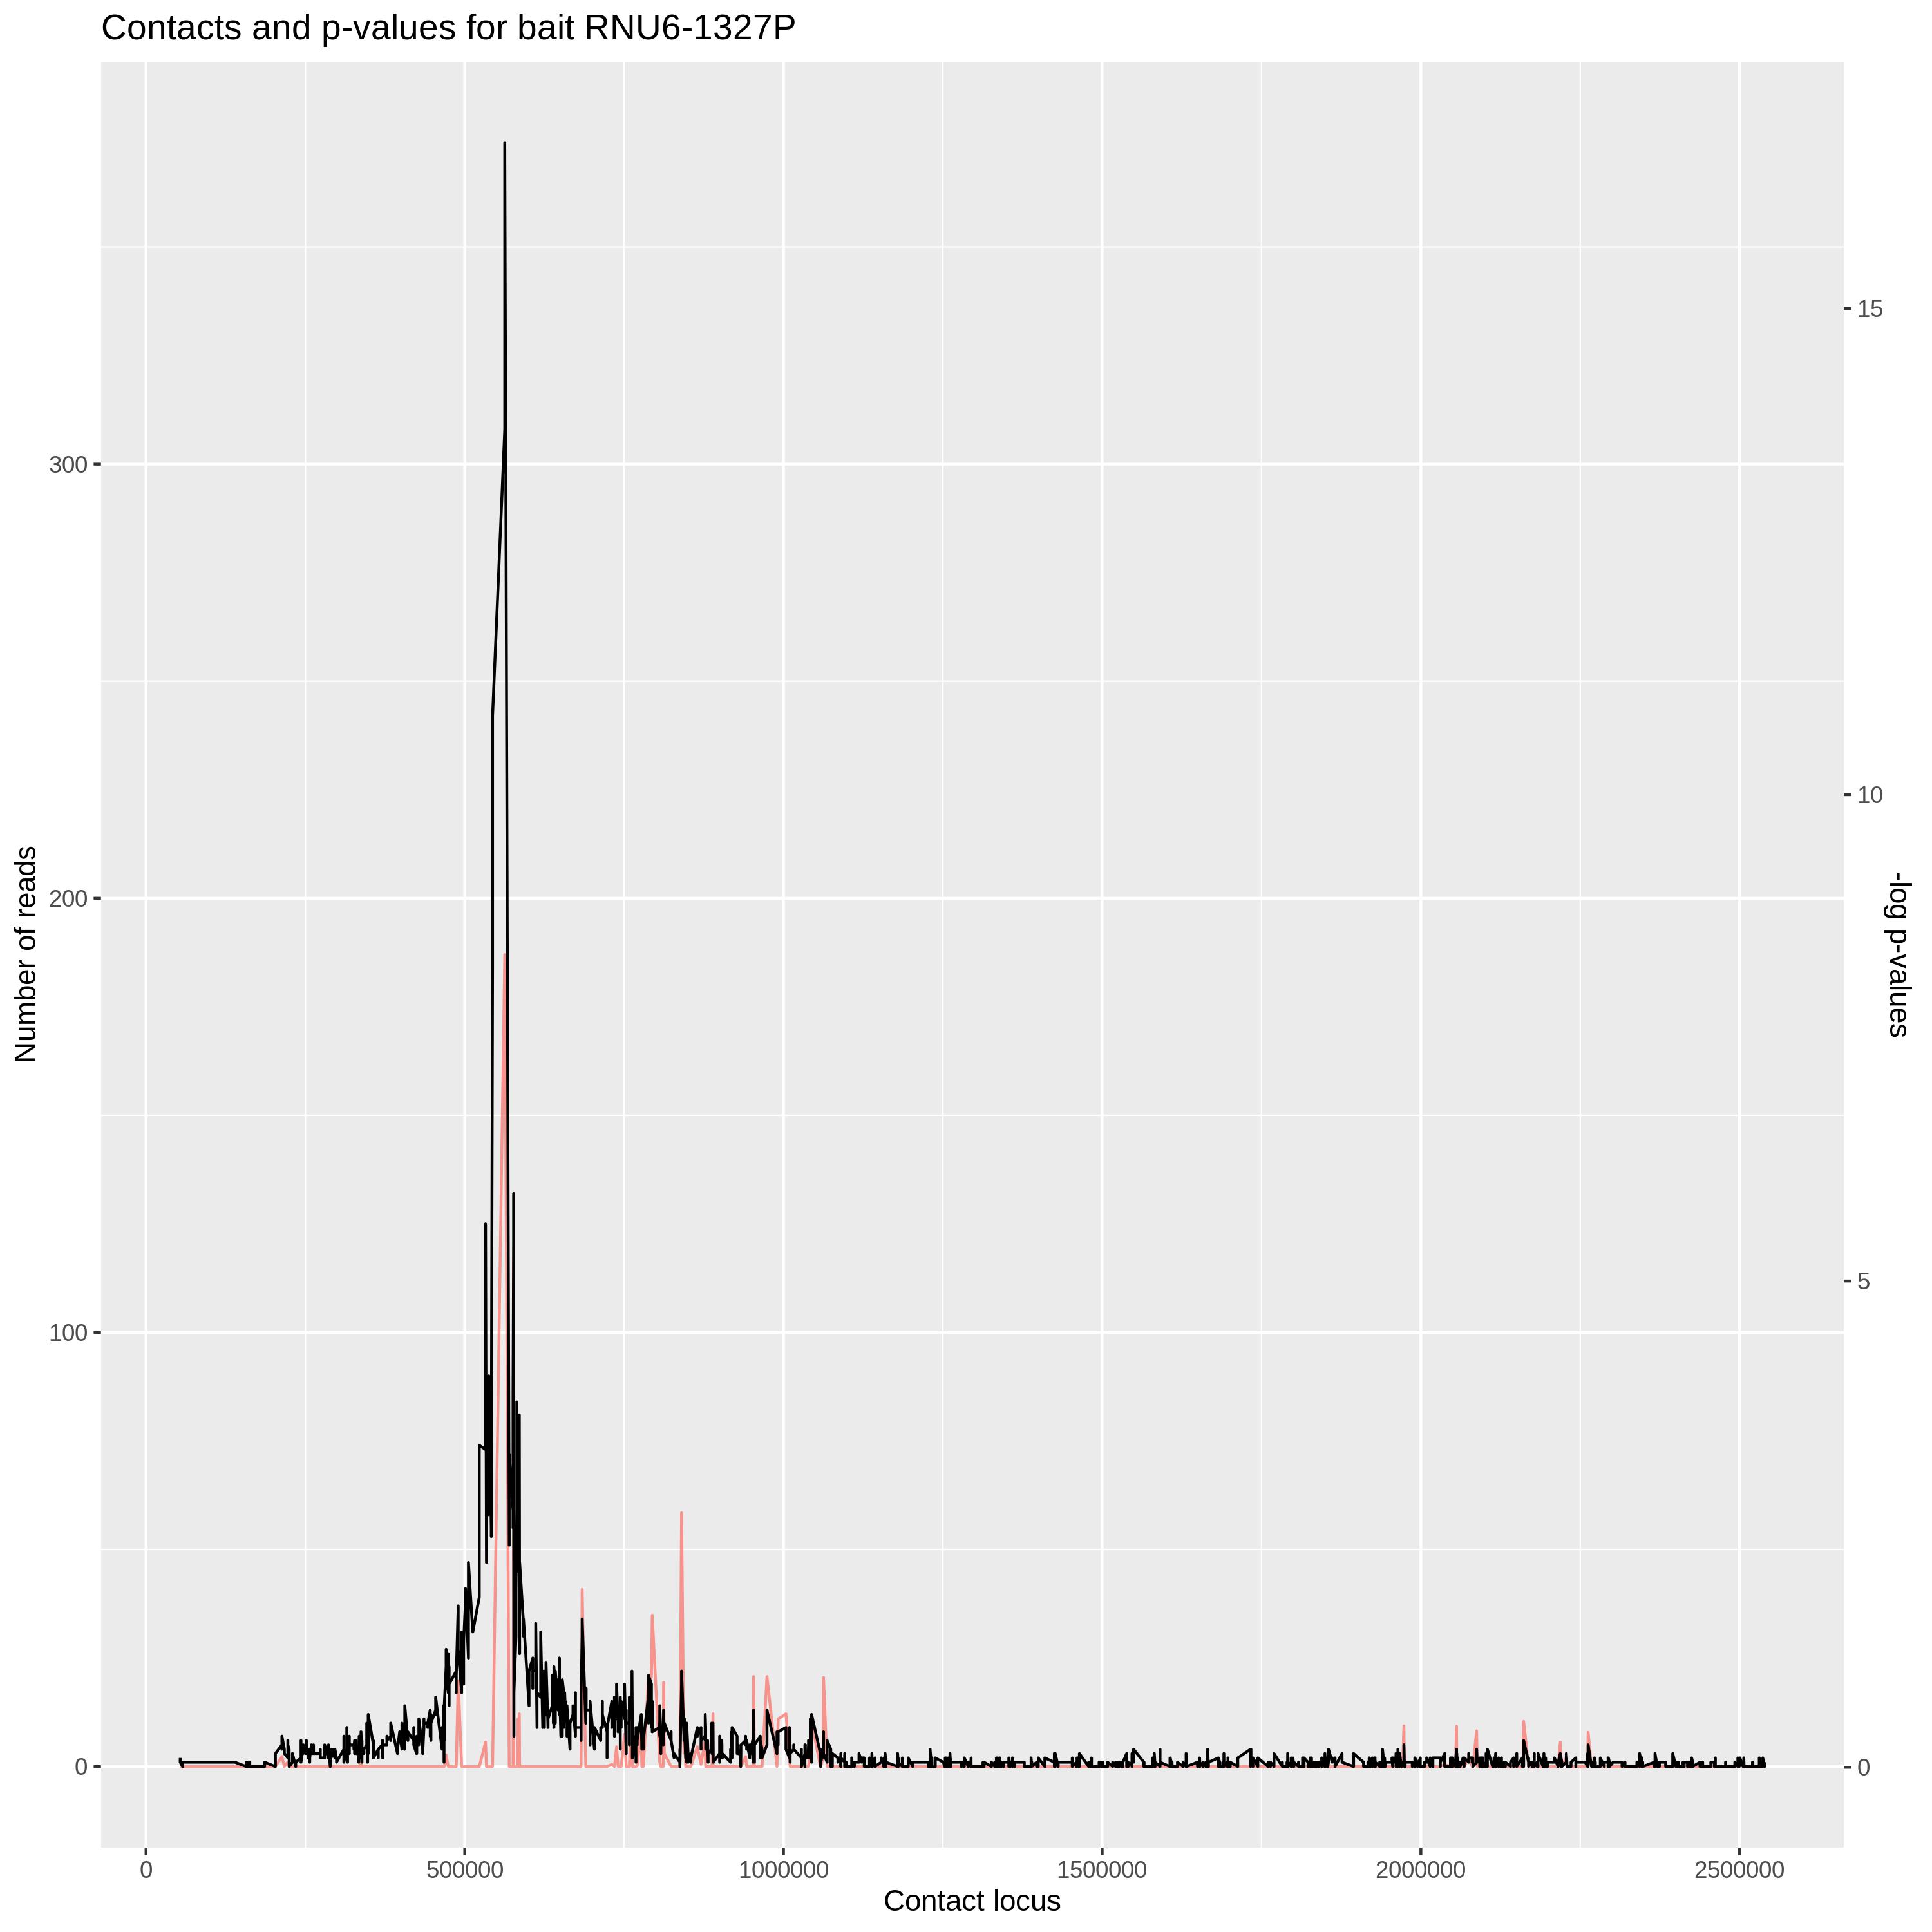 Contacts and p-values for bait RNU6-1327P
Number of reads
300
200
100
0
15
10
5
0
-log p-values
0 500000 1000000 1500000 2000000 2500000
Contact locus